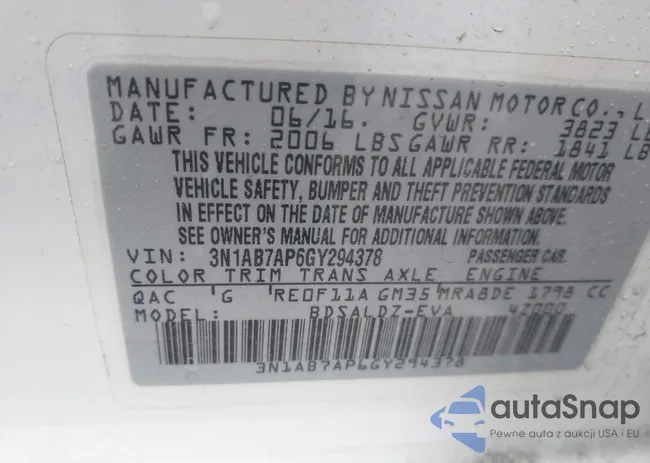 MANUFACTURED BY NISSAN MOTOR CO., L
DATE: 06/16. GVWR: 3823 LB
GAWR FR: 2006 LBS GAWR RR: 1841 LB
THIS VEHICLE CONFORMS TO ALL APPLICABLE FEDERAL MOTOR
VEHICLE SAFETY, BUMPER AND THEFT PREVENTION STANDARDS
IN EFFECT ON THE DATE OF MANUFACTURE SHOWN ABOVE.
SEE OWNER'S MANUAL FOR ADDITIONAL INFORMATION.
VIN: 3N1AB7AP6GY294378 PASSENGER CAR.
COLOR TRIM TRANS AXLE ENGINE
QAC G RE0F11A GM35 MRA8DE 1798 CC
MODEL: BDSALDZ-EVA 4Z000
3N1AB7AP6GY294378
autoSnap
Pewne auta z aukcji USA i EU